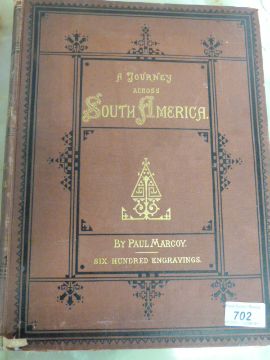 A JOURNEY
ACROSS
SOUTH AMERICA.
BY PAUL MARCOY.
SIX HUNDRED ENGRAVINGS.
702